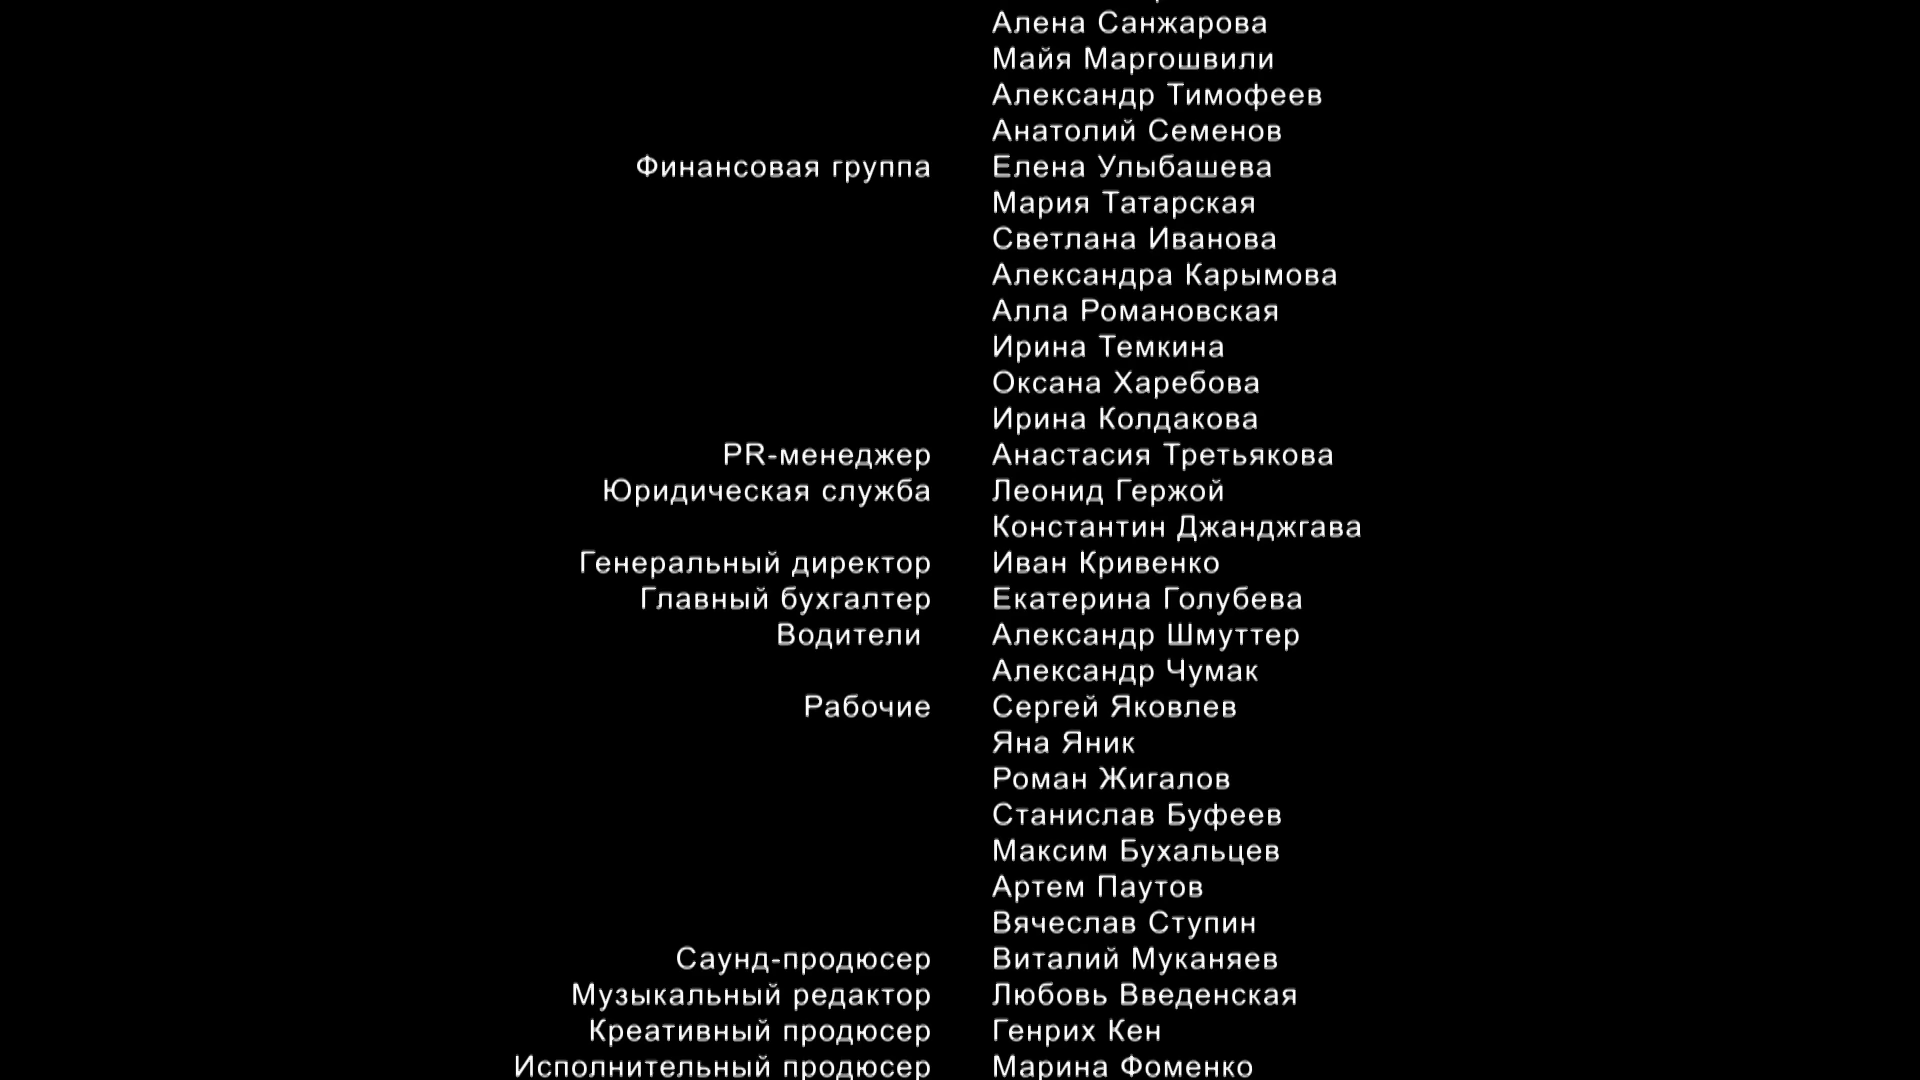 Алена Санжарова
Майя Маргошвили
Александр Тимофеев
Анатолий Семенов
Финансовая группа Елена Улыбашева
Мария Татарская
Светлана Иванова
Александра Карымова
Алла Романовская
Ирина Темкина
Оксана Харебова
Ирина Колдакова
PR-менеджер Анастасия Третьякова
Юридическая служба Леонид Гержой
Константин Джанджгава
Генеральный директор Иван Кривенко
Главный бухгалтер Екатерина Голубева
Водители Александр Шмуттер
Александр Чумак
Рабочие Сергей Яковлев
Яна Яник
Роман Жигалов
Станислав Буфеев
Максим Бухальцев
Артем Паутов
Вячеслав Ступин
Саунд-продюсер Виталий Муканяев
Музыкальный редактор Любовь Введенская
Креативный продюсер Генрих Кен
Исполнительный продюсер Марина Фоменко